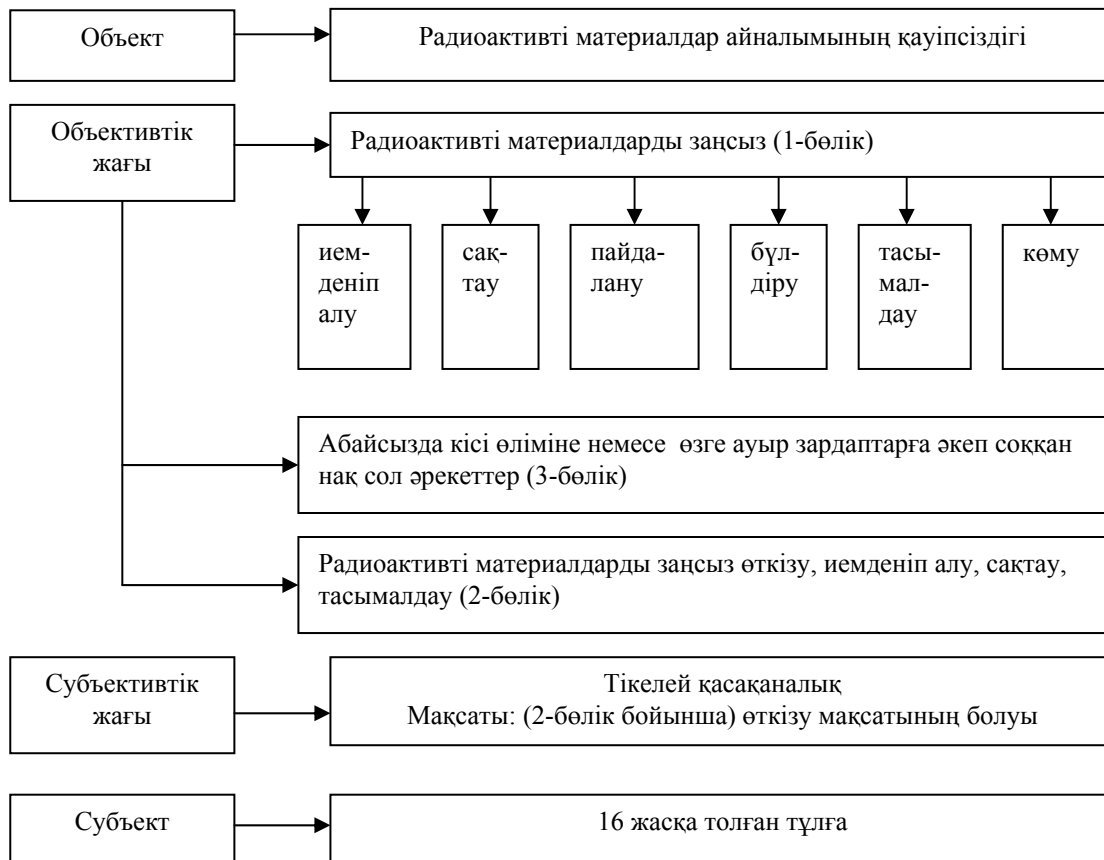 Объект
Радиоактивті материалдар айналымының қауіпсіздігі
Объективтік
жағы
Радиоактивті материалдарды заңсыз (1-бөлік)
ием-
деніп
алу
сақ-
тау
пайда-
лану
бүл-
діру
тасы-
мал-
дау
көму
Абайсызда кісі өліміне немесе өзге ауыр зардаптарға әкеп соққан
нақ сол әрекеттер (3-бөлік)
Радиоактивті материалдарды заңсыз өткізу, иемденіп алу, сақтау,
тасымалдау (2-бөлік)
Субъективтік
жағы
Тікелей қасақаналық
Мақсаты: (2-бөлік бойынша) өткізу мақсатының болуы
Субъект
16 жасқа толған тұлға